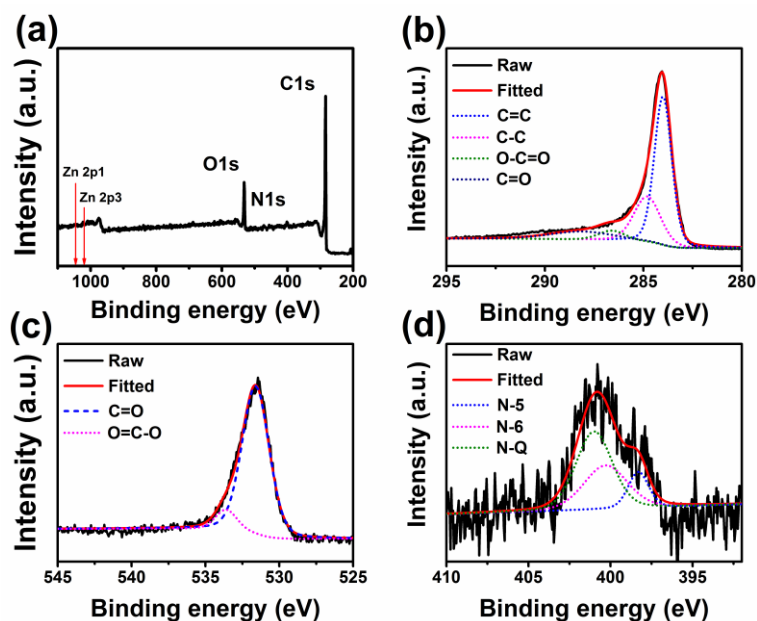 (a)
Intensity (a.u.)
C1s
O1s
N1s
Zn 2p1
Zn 2p3
1000 800 600 400 200
Binding energy (eV)
(b)
Intensity (a.u.)
Raw
Fitted
C=C
C-C
O-C=O
C=O
295 290 285 280
Binding energy (eV)
(c)
Intensity (a.u.)
Raw
Fitted
C=O
O=C-O
545 540 535 530 525
Binding energy (eV)
(d)
Intensity (a.u.)
Raw
Fitted
N-5
N-6
N-Q
410 405 400 395
Binding energy (eV)